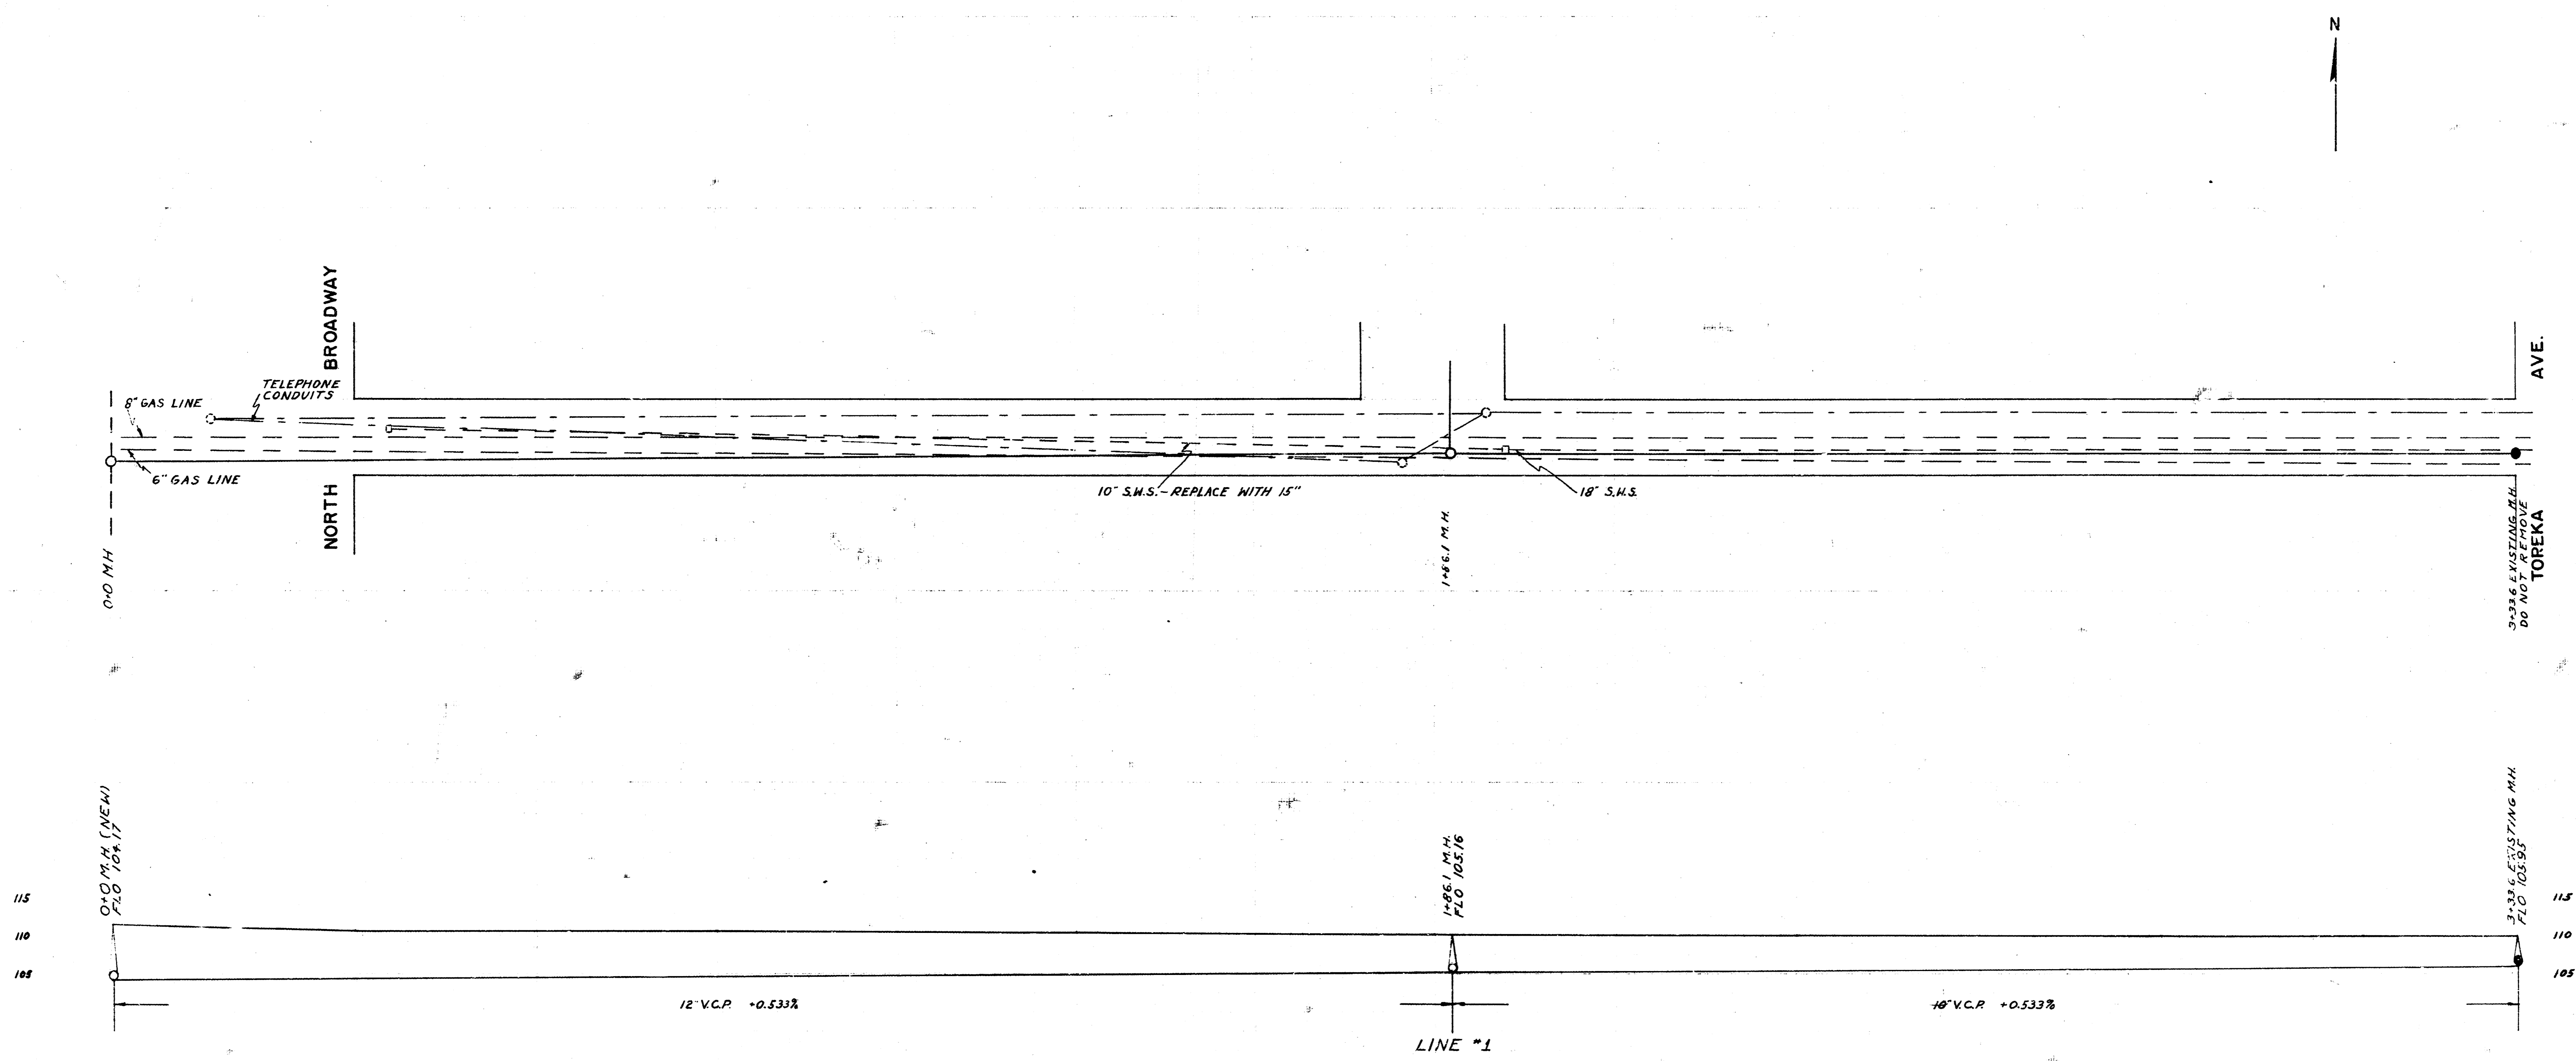 N
BROADWAY
AVE.
TELEPHONE
CONDUITS
8" GAS LINE
6" GAS LINE
NORTH
10" S.W.S. - REPLACE WITH 15"
18" S.W.S.
0+0 M.H.
1+86.1 M.H.
3+33.6 EXISTING M.H.
DO NOT REMOVE
TOREKA
0+0 M.H. (NEW)
FLO 104.17
1+86.1 M.H.
FLO 105.16
3+33.6 EXISTING M.H.
FLO 105.95
115
115
110
110
105
105
12" V.C.P. +0.533%
10" V.C.P. +0.533%
LINE #1